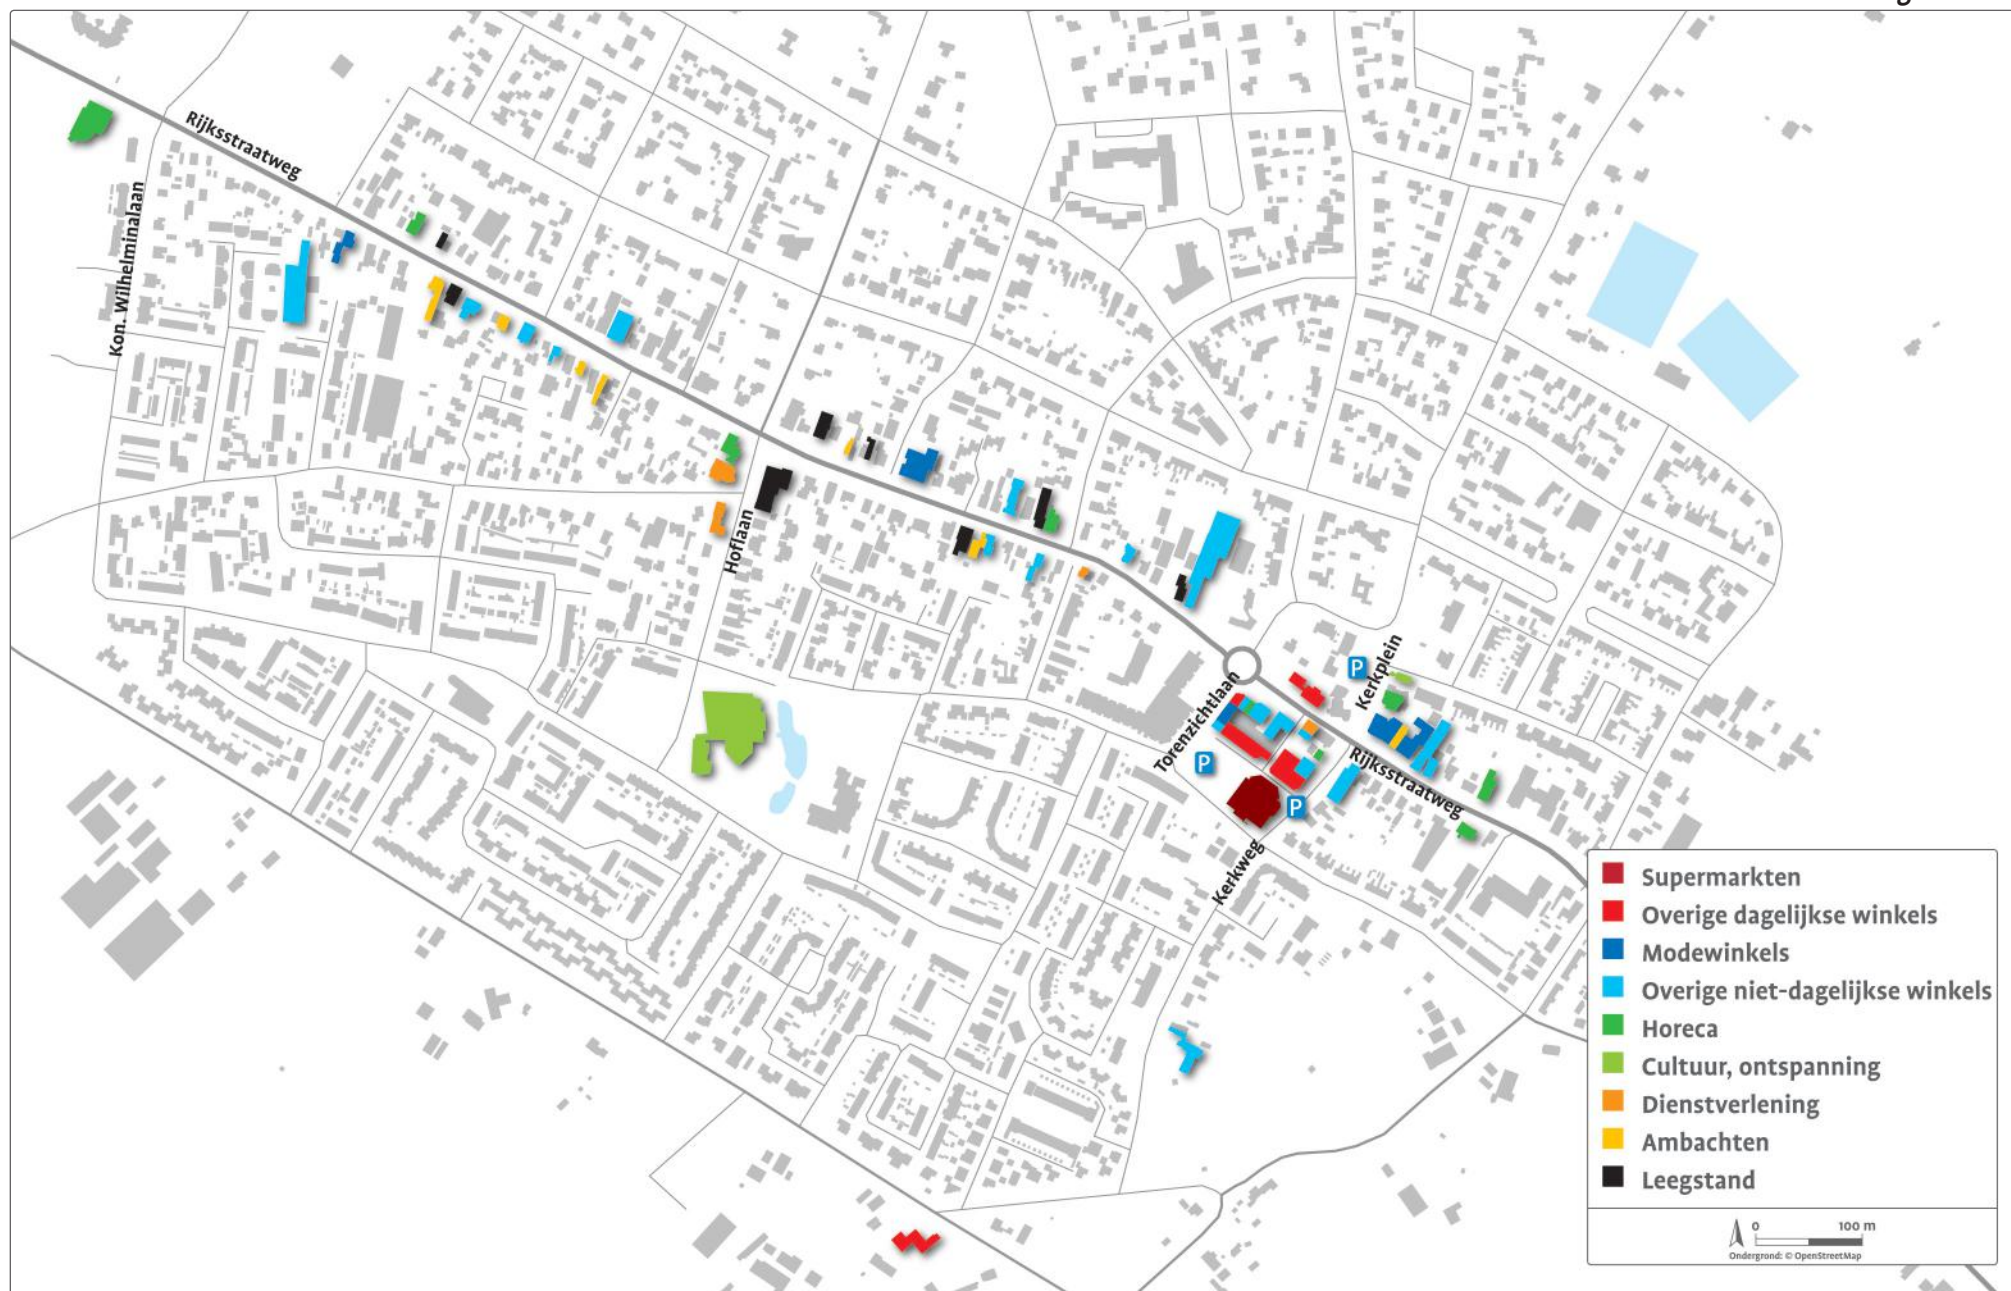 Rijksstraatweg
Kon. Wilhelminalaan
Hoflaan
Kerkplein
P
Torenzichtlaan
P
Rijksstraatweg
P
Kerkweg
Supermarkten
Overige dagelijkse winkels
Modewinkels
Overige niet-dagelijkse winkels
Horeca
Cultuur, ontspanning
Dienstverlening
Ambachten
Leegstand
0 100 m
Ondergrond: © OpenStreetMap